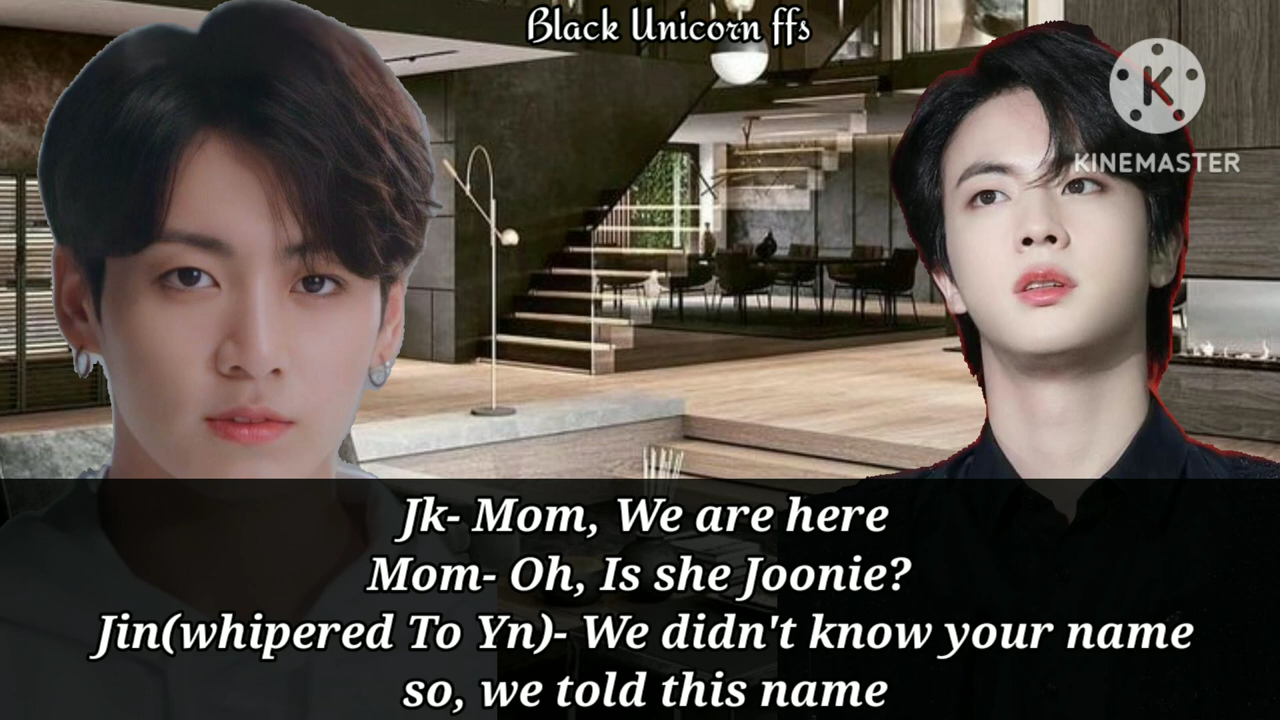 Black Unicorn ffs
K
KINEMASTER
Jk- Mom, We are here
Mom- Oh, Is she Joonie?
Jin(whipered To Yn)- We didn't know your name
so, we told this name